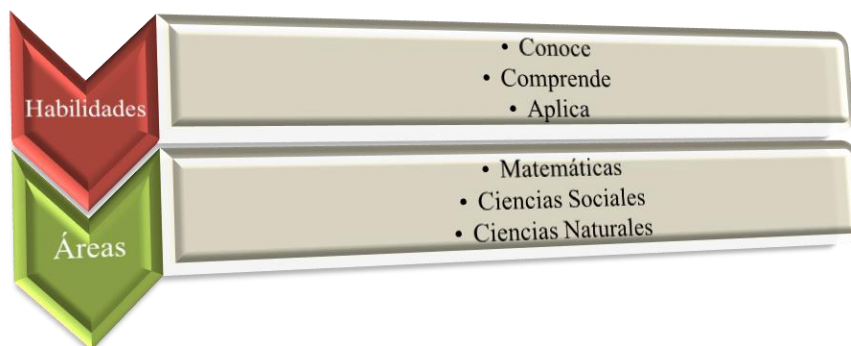 Habilidades
• Conoce
• Comprende
• Aplica
Áreas
• Matemáticas
• Ciencias Sociales
• Ciencias Naturales